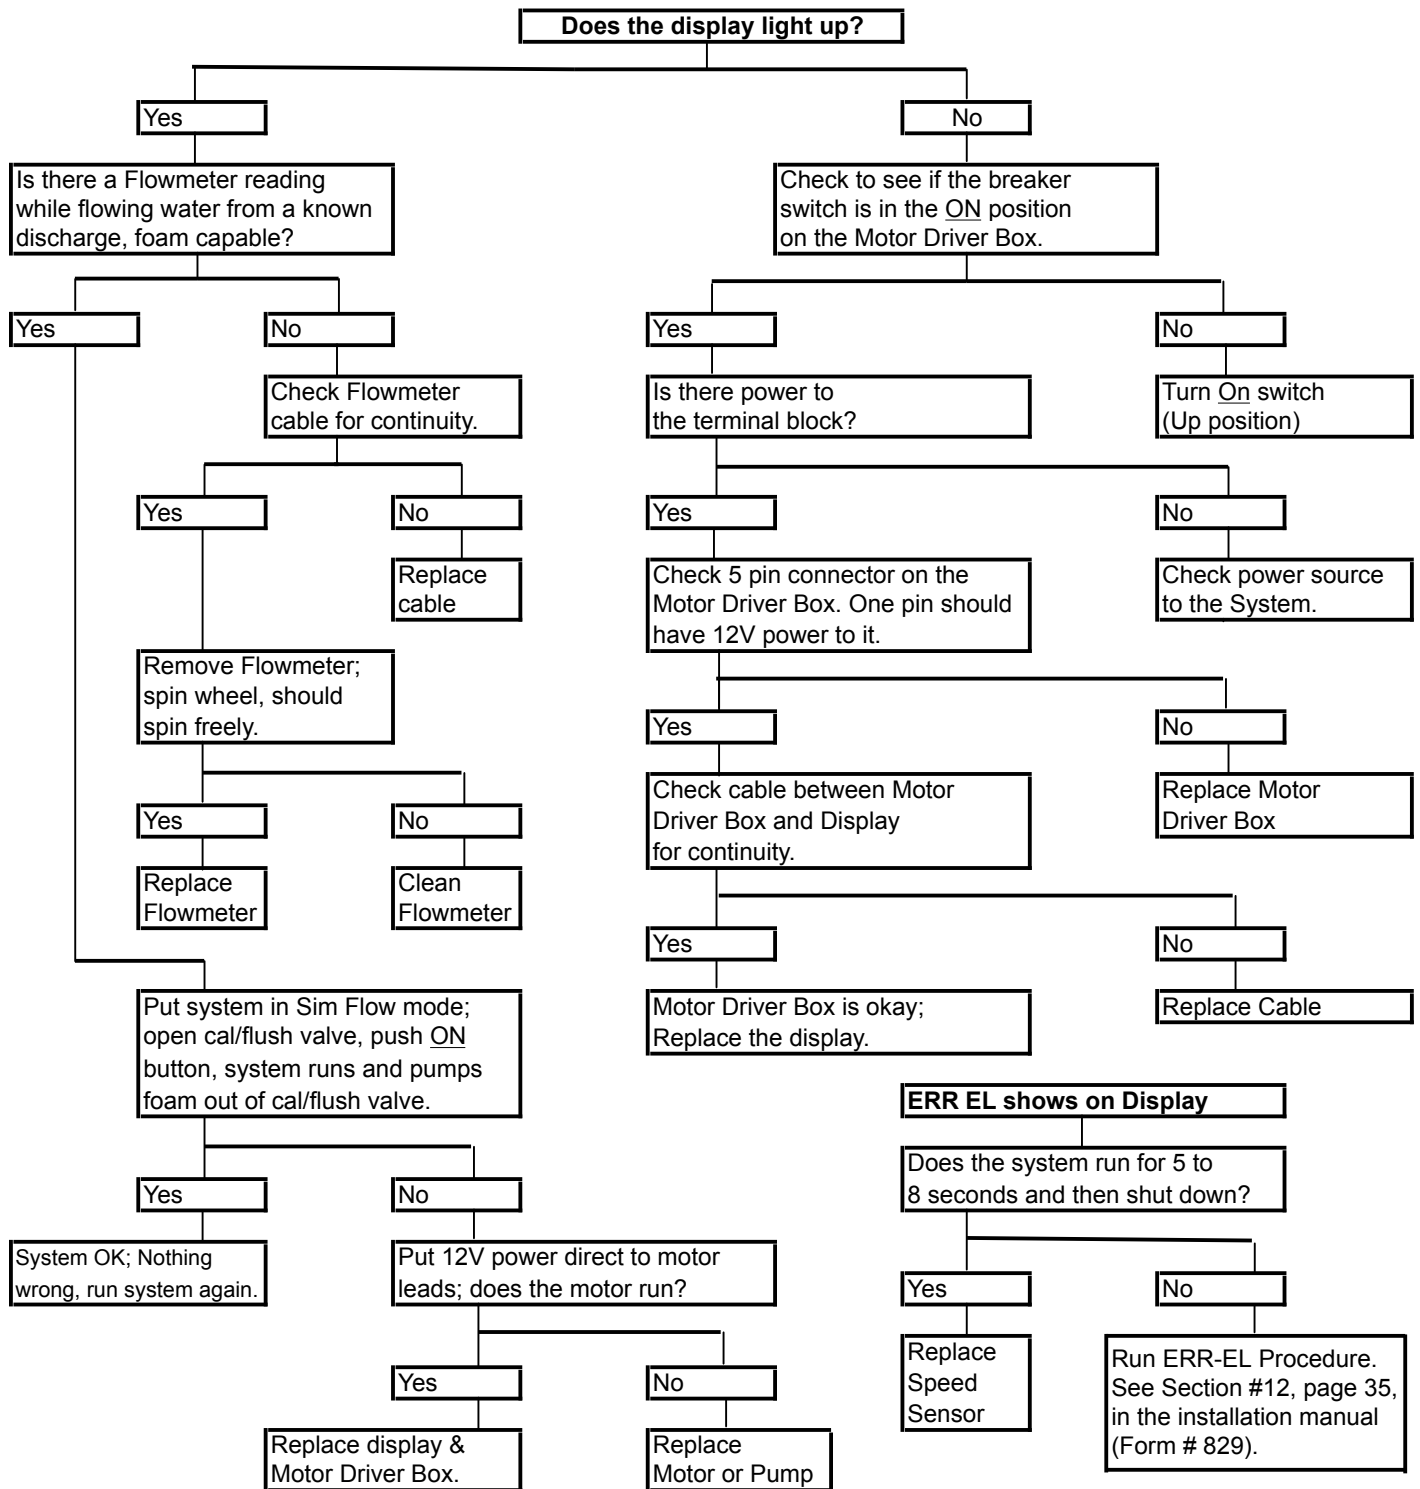 Does the display light up?
Yes
No
Is there a Flowmeter reading
while flowing water from a known
discharge, foam capable?
Check to see if the breaker
switch is in the ON position
on the Motor Driver Box.
Yes
No
Yes
No
Check Flowmeter
cable for continuity.
Is there power to
the terminal block?
Turn On switch
(Up position)
Yes
No
Yes
No
Replace
cable
Check 5 pin connector on the
Motor Driver Box. One pin should
have 12V power to it.
Check power source
to the System.
Remove Flowmeter;
spin wheel, should
spin freely.
Yes
No
Yes
No
Check cable between Motor
Driver Box and Display
for continuity.
Replace Motor
Driver Box
Replace
Flowmeter
Clean
Flowmeter
Yes
No
Put system in Sim Flow mode;
open cal/flush valve, push ON
button, system runs and pumps
foam out of cal/flush valve.
Motor Driver Box is okay;
Replace the display.
Replace Cable
ERR EL shows on Display
Does the system run for 5 to
8 seconds and then shut down?
Yes
No
System OK; Nothing
wrong, run system again.
Put 12V power direct to motor
leads; does the motor run?
Yes
No
Replace
Speed
Sensor
Run ERR-EL Procedure.
See Section #12, page 35,
in the installation manual
(Form # 829).
Yes
No
Replace display &
Motor Driver Box.
Replace
Motor or Pump